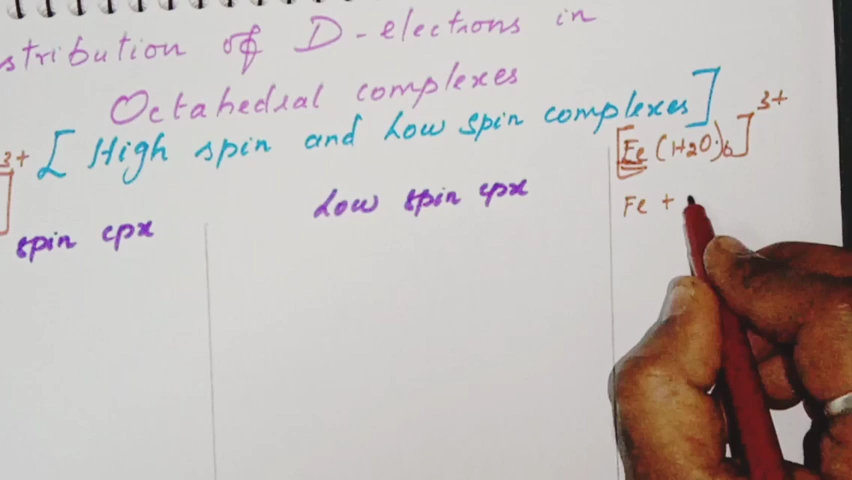 stribution of D-electrons in
Octahedral complexes
3+ [ High spin and Low spin complexes ]
]
[Fe(H2O)6]3+
spin cpx
Low spin cpx
Fe +